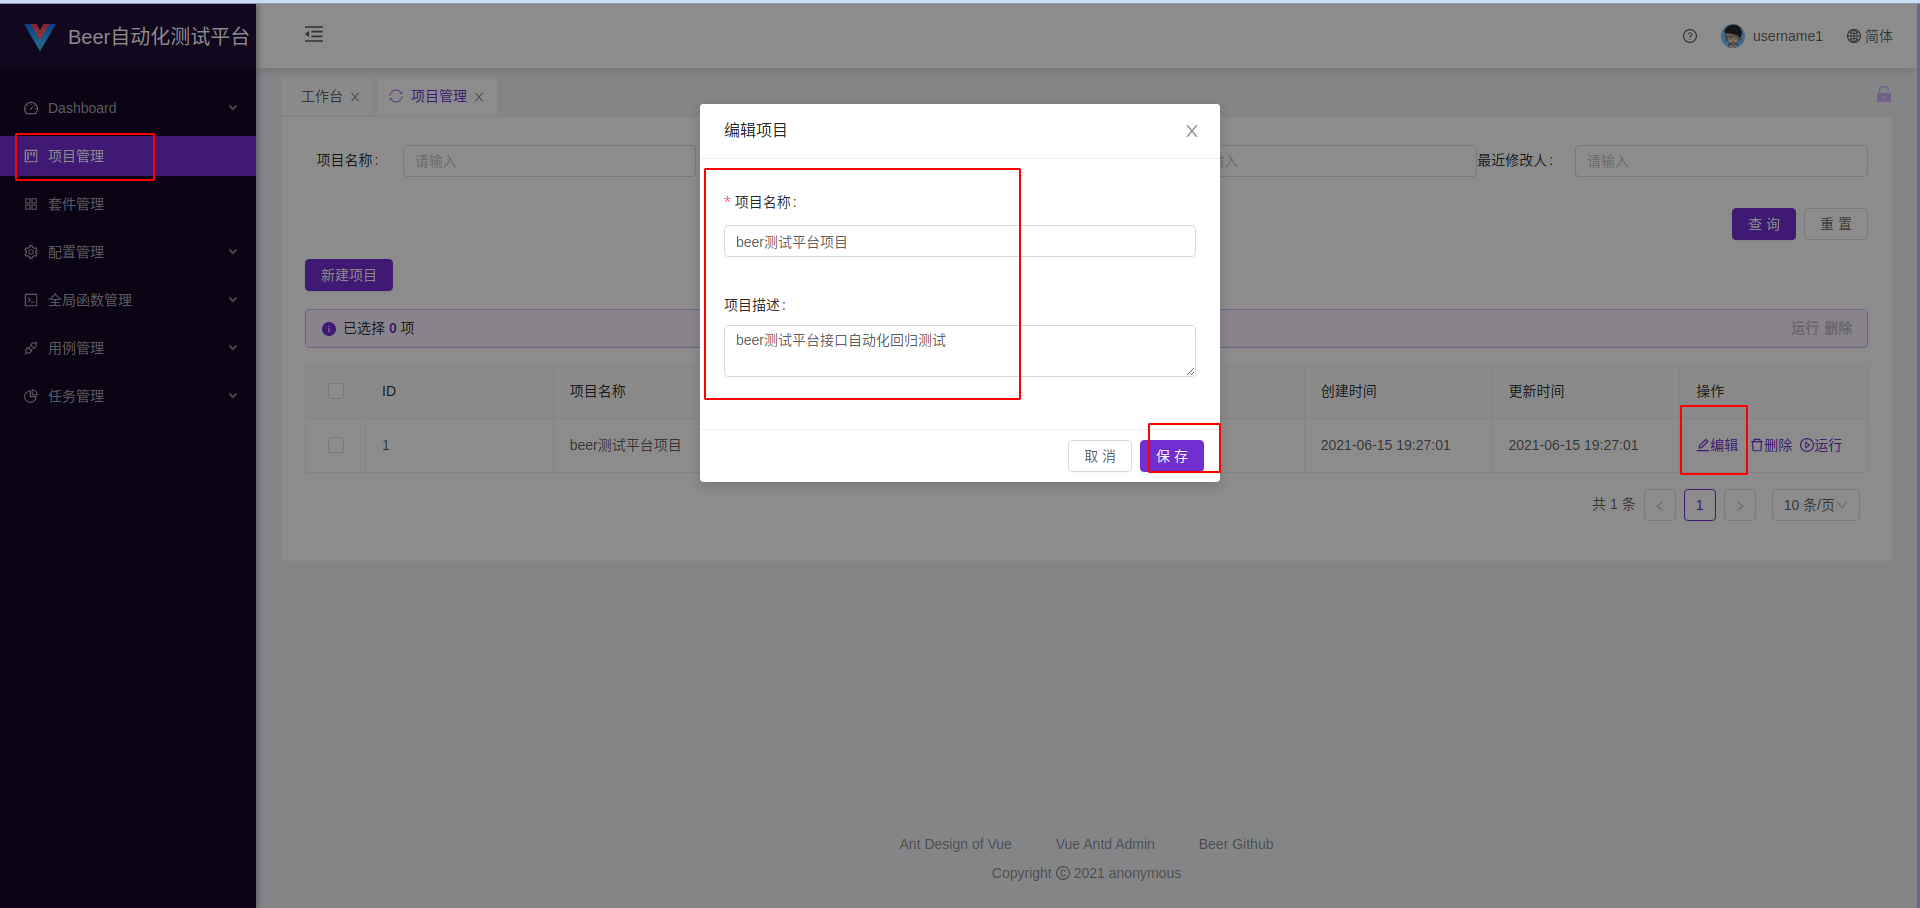 Beer自动化测试平台
username1
简体
Dashboard
项目管理
套件管理
配置管理
全局函数管理
用例管理
任务管理
工作台
项目管理
项目名称:
请输入
入
最近修改人:
请输入
查 询
重 置
新建项目
已选择 0 项
运行 删除
ID
项目名称
创建时间
更新时间
操作
1
beer测试平台项目
2021-06-15 19:27:01
2021-06-15 19:27:01
编辑
删除
运行
共 1 条
1
10 条/页
编辑项目
* 项目名称:
beer测试平台项目
项目描述:
beer测试平台接口自动化回归测试
取 消
保 存
Ant Design of Vue
Vue Antd Admin
Beer Github
Copyright © 2021 anonymous